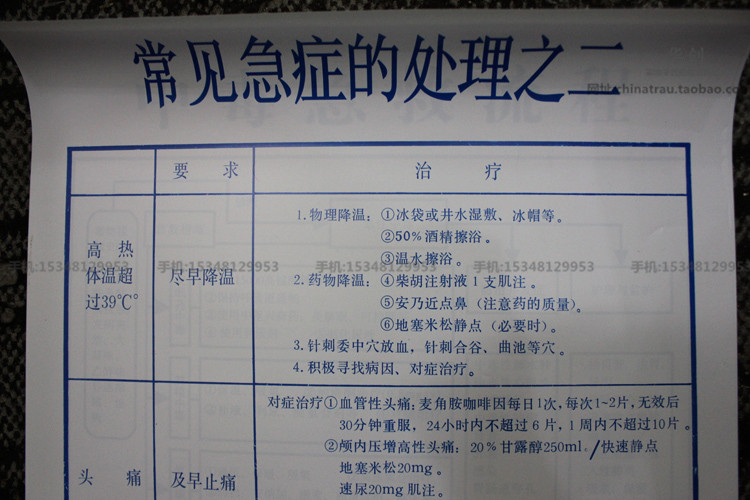 常见急症的处理之二
网址:chinatrau.taobao.com
要 求
治 疗
高 热
体温超
过39℃°
尽早降温
1.物理降温：①冰袋或井水湿敷、冰帽等。
②50%酒精擦浴。
③温水擦浴。
2.药物降温：④柴胡注射液1支肌注。
⑤安乃近点鼻（注意药的质量）。
⑥地塞米松静点（必要时）。
3.针刺委中穴放血，针刺合谷、曲池等穴。
4.积极寻找病因、对症治疗。
手机:15348129953 手机:15348129953 手机:15348129953 手机:15348129953 手机:15348129953
头 痛
及早止痛
对症治疗①血管性头痛：麦角胺咖啡因每日1次，每次1~2片，无效后
30分钟重服，24小时内不超过6片，1周内不超过10片。
②颅内压增高性头痛：20%甘露醇250ml。/快速静点
地塞米松20mg。
速尿20mg肌注。